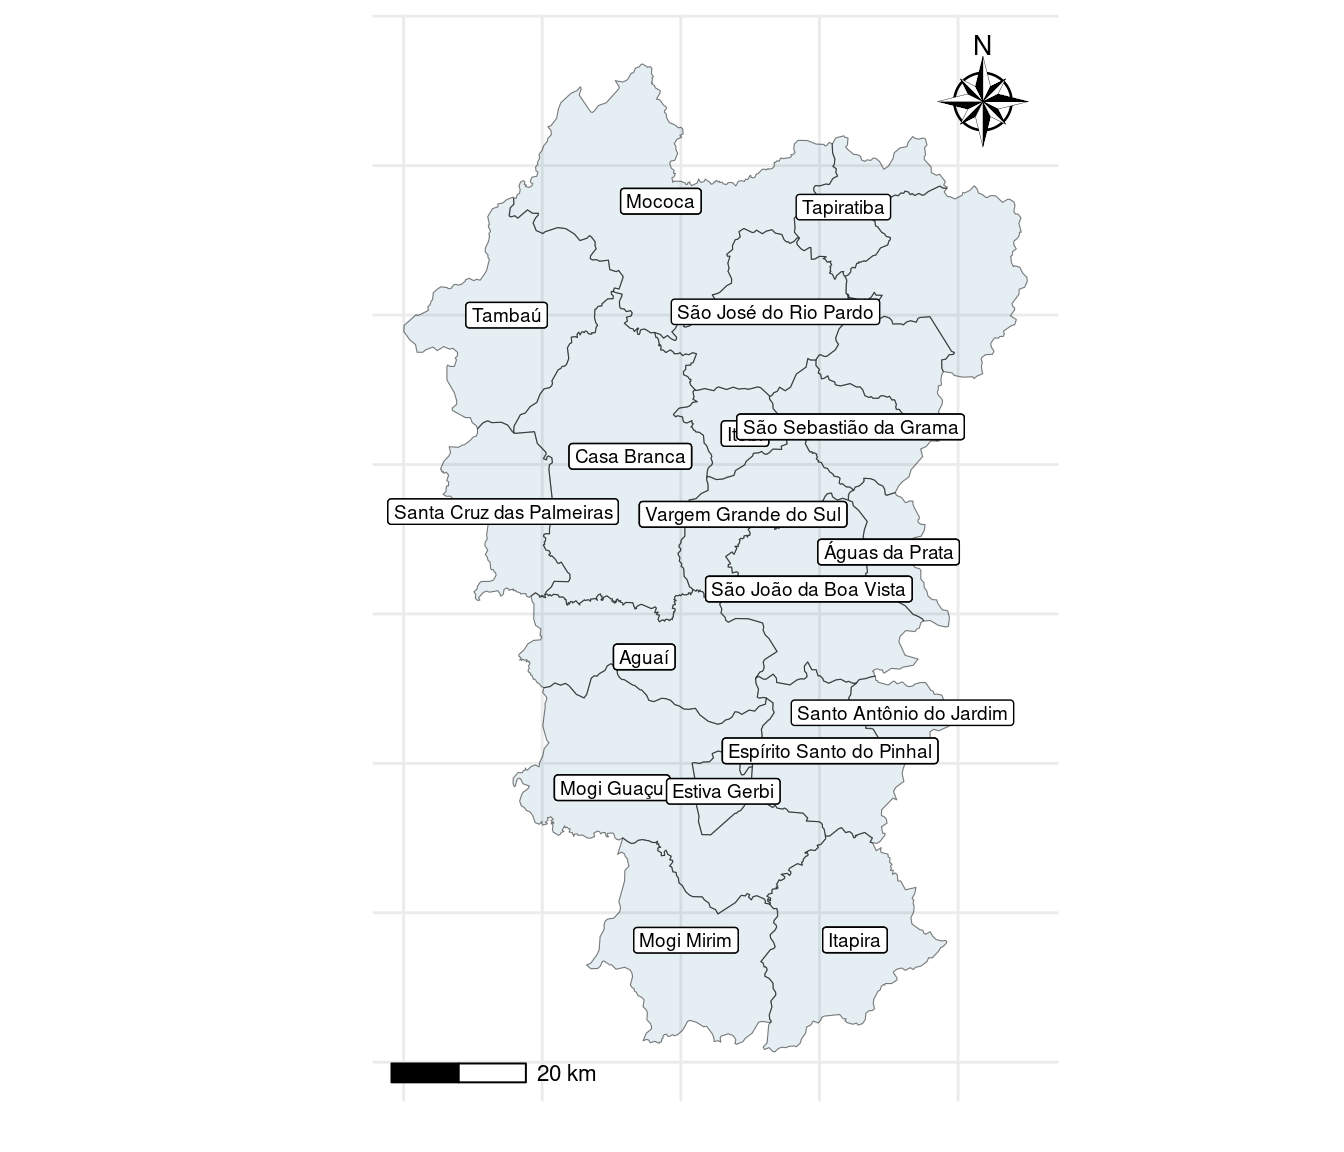 N
Mococa
Tapiratiba
Tambaú
São José do Rio Pardo
São Sebastião da Grama
Casa Branca
Santa Cruz das Palmeiras
Vargem Grande do Sul
Águas da Prata
São João da Boa Vista
Aguaí
Santo Antônio do Jardim
Espírito Santo do Pinhal
Mogi Guaçu
Estiva Gerbi
Mogi Mirim
Itapira
20 km